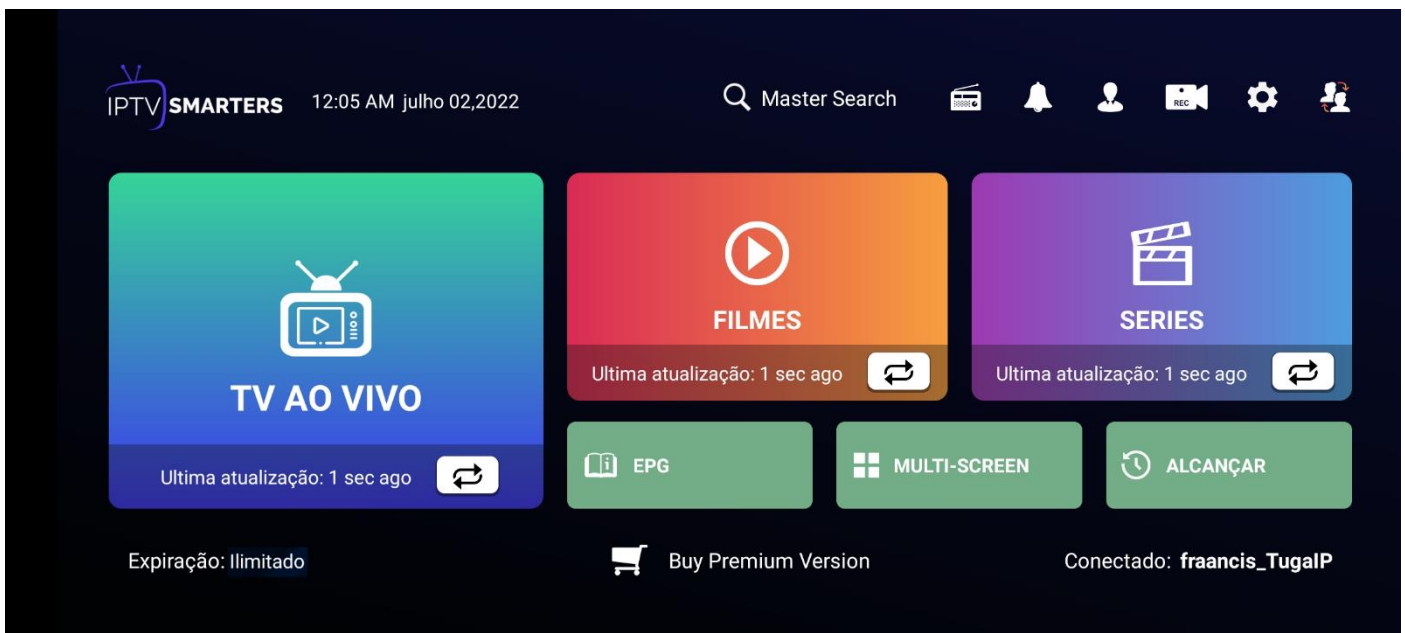 IPTV SMARTERS 12:05 AM julho 02,2022 Master Search
REC
TV AO VIVO
Ultima atualização: 1 sec ago
FILMES
Ultima atualização: 1 sec ago
SERIES
Ultima atualização: 1 sec ago
EPG
MULTI-SCREEN
ALCANÇAR
Expiração: Ilimitado
Buy Premium Version
Conectado: fraancis_TugaIP